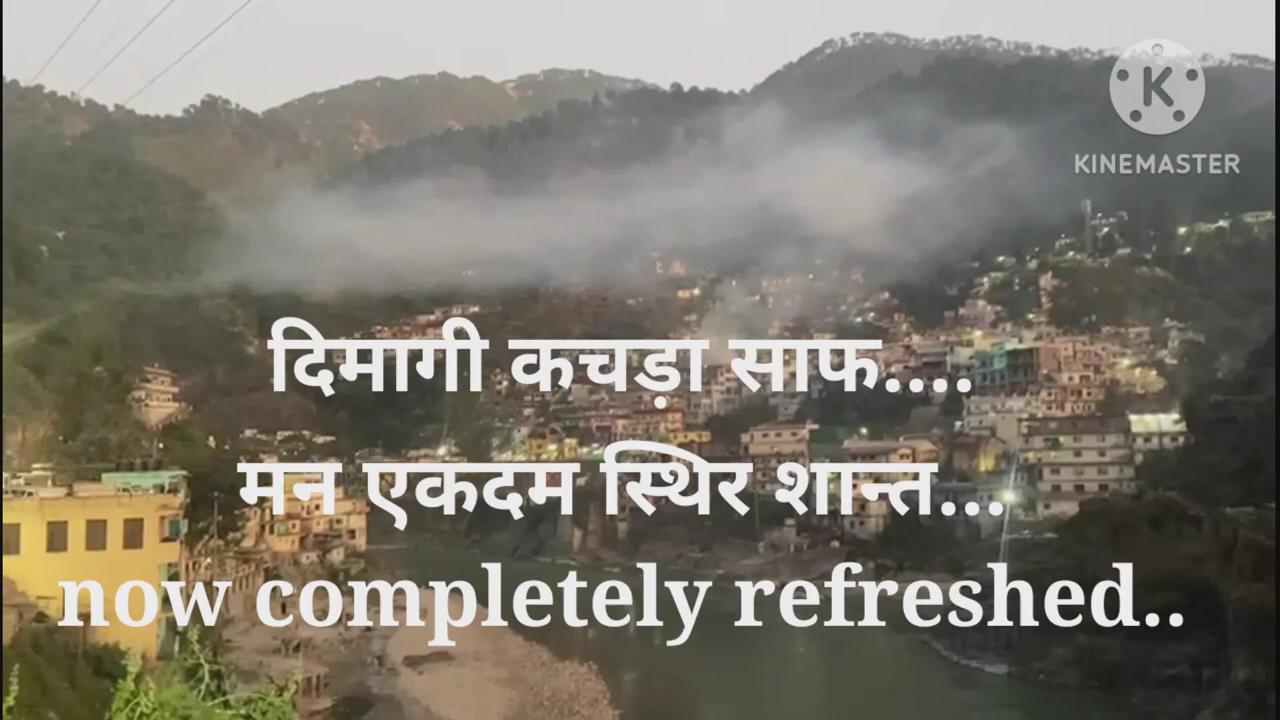 K
KINEMASTER
दिमागी कचड़ा साफ....
मन एकदम स्थिर शान्त...
now completely refreshed..